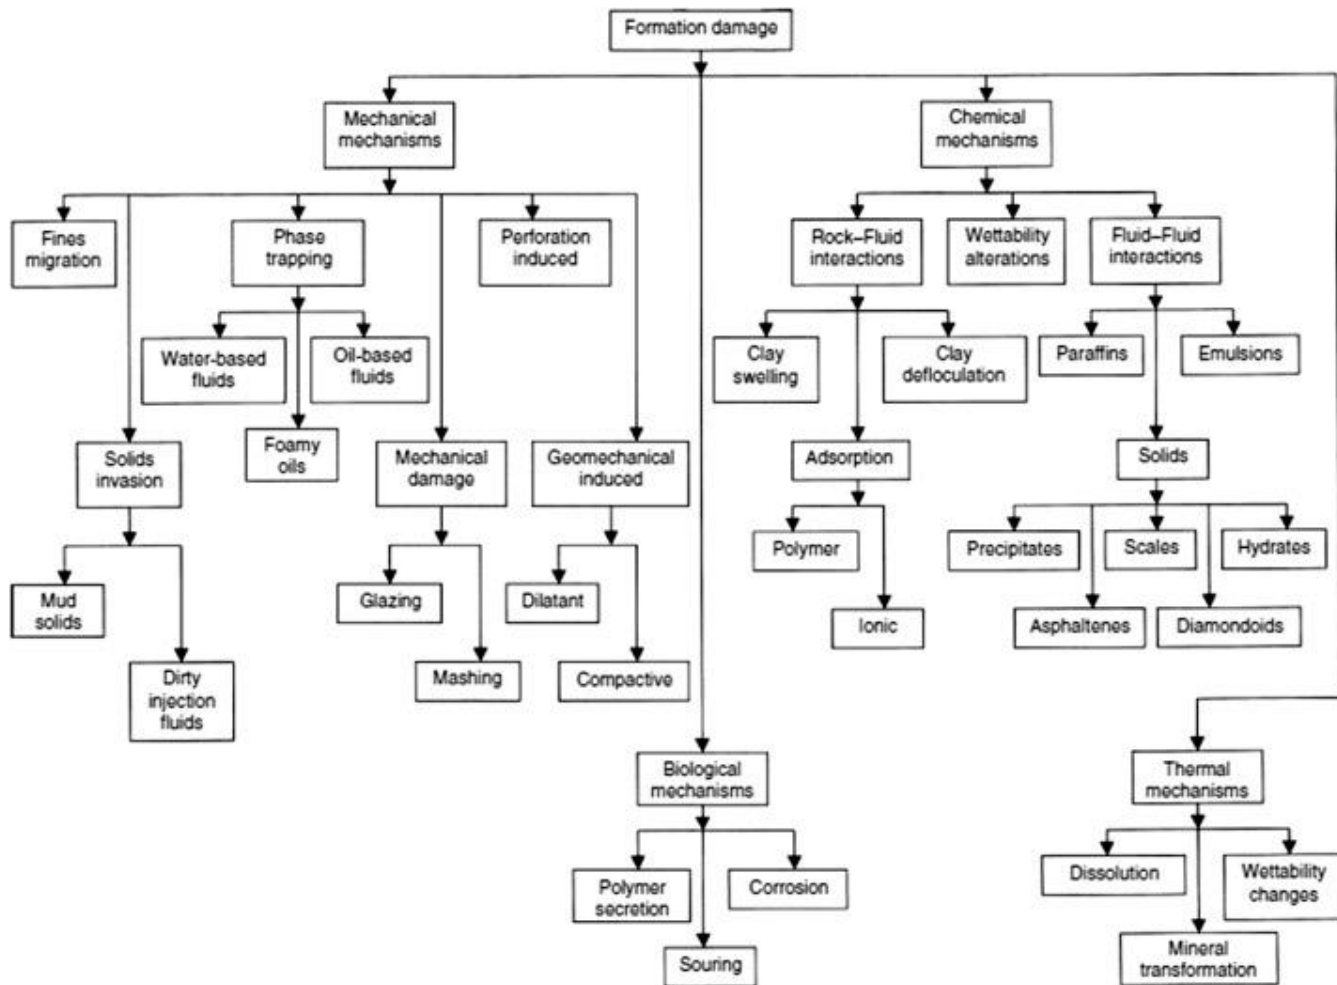 Formation damage
Mechanical
mechanisms
Chemical
mechanisms
Fines
migration
Phase
trapping
Perforation
induced
Rock–Fluid
interactions
Wettability
alterations
Fluid–Fluid
interactions
Water-based
fluids
Oil-based
fluids
Clay
swelling
Clay
defloculation
Paraffins
Emulsions
Solids
invasion
Foamy
oils
Mechanical
damage
Geomechanical
induced
Adsorption
Solids
Polymer
Precipitates
Scales
Hydrates
Mud
solids
Glazing
Dilatant
Ionic
Asphaltenes
Diamondoids
Dirty
injection
fluids
Mashing
Compactive
Biological
mechanisms
Thermal
mechanisms
Polymer
secretion
Corrosion
Dissolution
Wettability
changes
Souring
Mineral
transformation